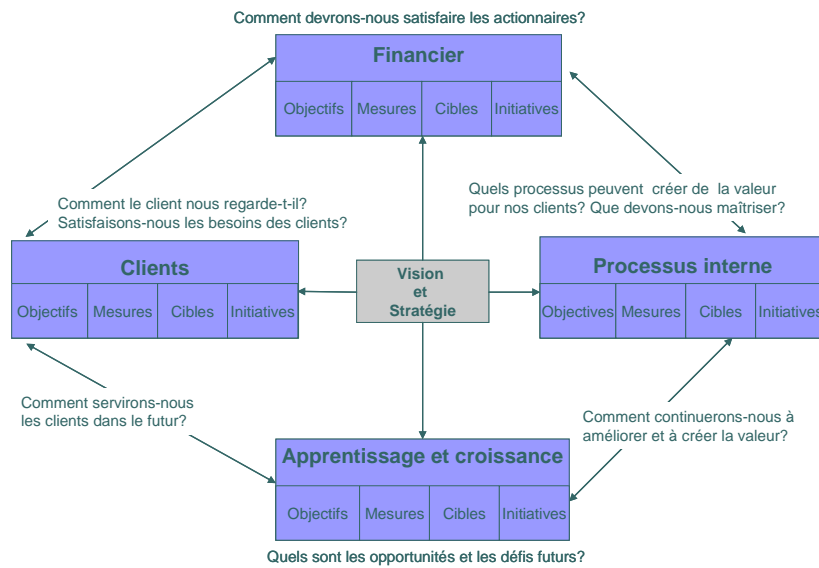 Comment devrons-nous satisfaire les actionnaires?
Financier
Objectifs Mesures Cibles Initiatives
Comment le client nous regarde-t-il?
Satisfaisons-nous les besoins des clients?
Quels processus peuvent créer de la valeur
pour nos clients? Que devons-nous maîtriser?
Clients
Objectifs Mesures Cibles Initiatives
Vision
et
Stratégie
Processus interne
Objectives Mesures Cibles Initiatives
Comment servirons-nous
les clients dans le futur?
Comment continuerons-nous à
améliorer et à créer la valeur?
Apprentissage et croissance
Objectifs Mesures Cibles Initiatives
Quels sont les opportunités et les défis futurs?